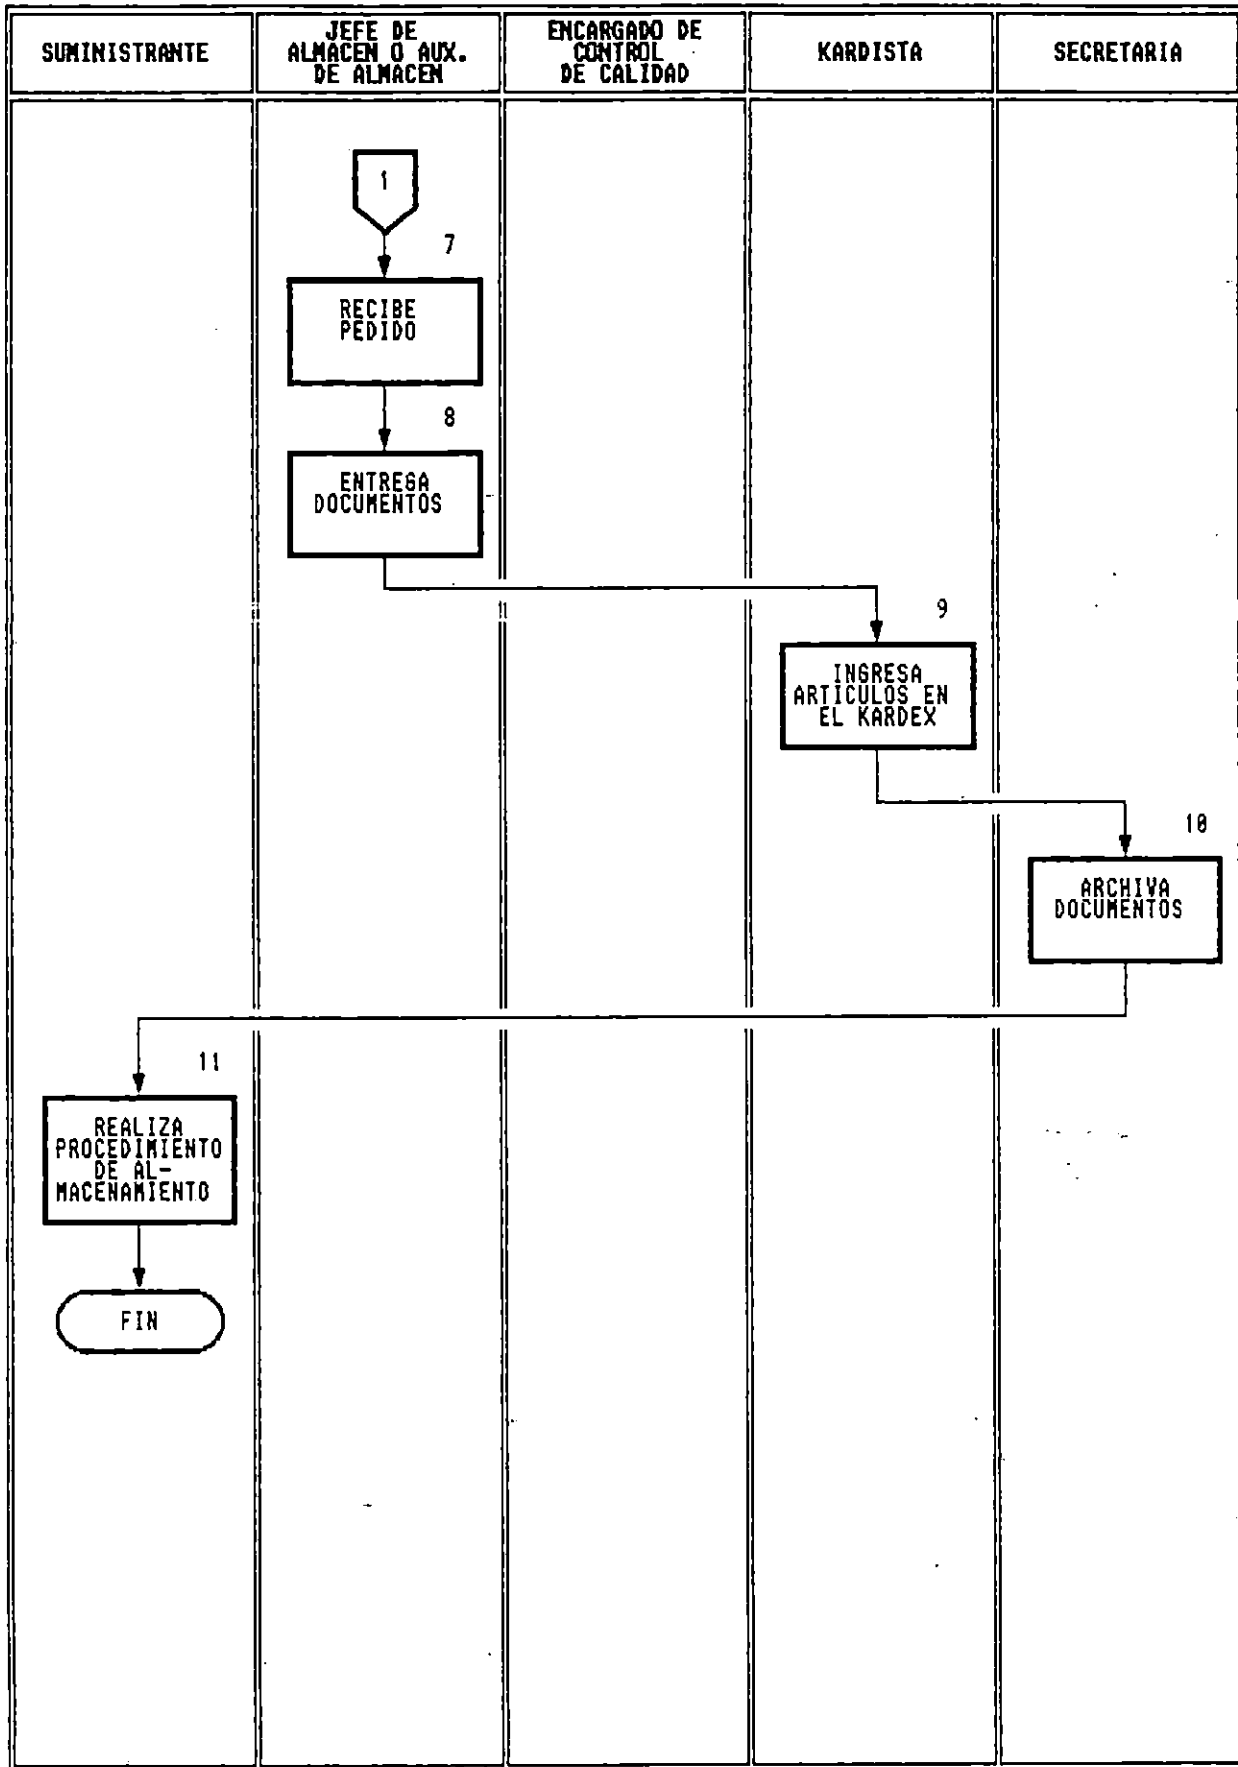 SUMINISTRANTE
JEFE DE
ALMACEN O AUX.
DE ALMACEN
ENCARGADO DE
CONTROL
DE CALIDAD
KARDISTA
SECRETARIA
1
7
RECIBE
PEDIDO
8
ENTREGA
DOCUMENTOS
9
INGRESA
ARTICULOS EN
EL KARDEX
10
ARCHIVA
DOCUMENTOS
11
REALIZA
PROCEDIMIENTO
DE AL-
MACENAMIENTO
FIN